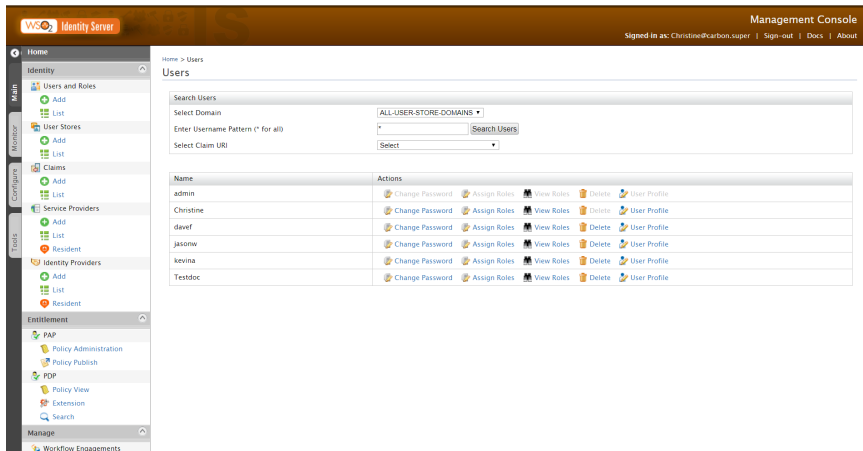 WSO2 Identity Server
Management Console
Signed-in as: Christine@carbon.super | Sign-out | Docs | About
Main
Monitor
Configure
Tools
Home
Identity
Users and Roles
Add
List
User Stores
Add
List
Claims
Add
List
Service Providers
Add
List
Resident
Identity Providers
Add
List
Resident
Entitlement
PAP
Policy Administration
Policy Publish
PDP
Policy View
Extension
Search
Manage
Workflow Engagements
Home > Users
Users
Search Users
Select Domain ALL-USER-STORE-DOMAINS
Enter Username Pattern (* for all) * Search Users
Select Claim URI Select
Name Actions
admin Change Password Assign Roles View Roles Delete User Profile
Christine Change Password Assign Roles View Roles Delete User Profile
davef Change Password Assign Roles View Roles Delete User Profile
jasonw Change Password Assign Roles View Roles Delete User Profile
kevina Change Password Assign Roles View Roles Delete User Profile
Testdoc Change Password Assign Roles View Roles Delete User Profile